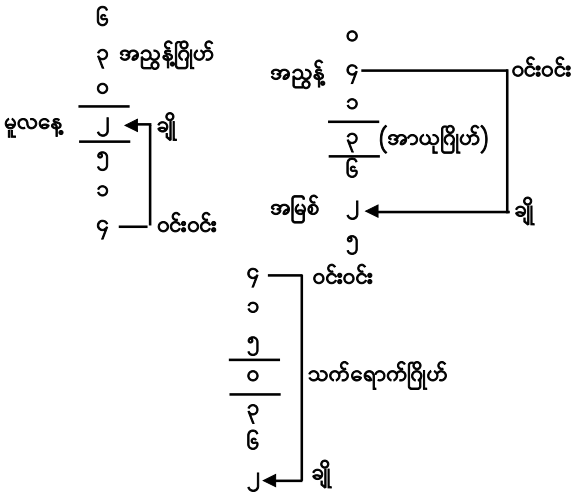 ၆
၃ အညွန့်ဂြိုဟ်
၀
မူလနေ့ ၂ ချို
၅
၁
၄ ဝင်းဝင်း
၀
အညွန့် ၄ ဝင်းဝင်း
၁
၃ (အာယုဂြိုဟ်)
၆
အမြစ် ၂ ချို
၅
၄ ဝင်းဝင်း
၁
၅
၀ သက်ရောက်ဂြိုဟ်
၃
၆
၂ ချို